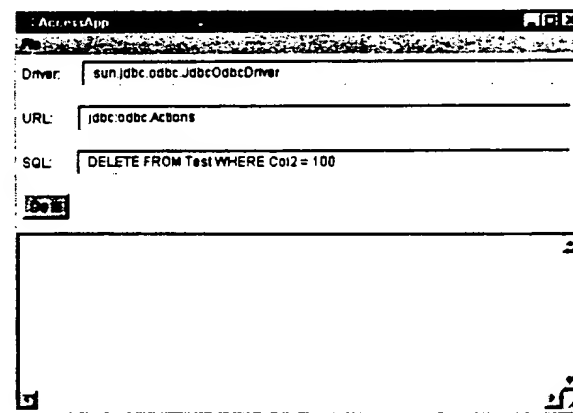 AccessApp
Driver: sun.jdbc.odbc.JdbcOdbcDriver
URL: jdbc:odbc:Actions
SQL: DELETE FROM Test WHERE Col2 = 100
Do It